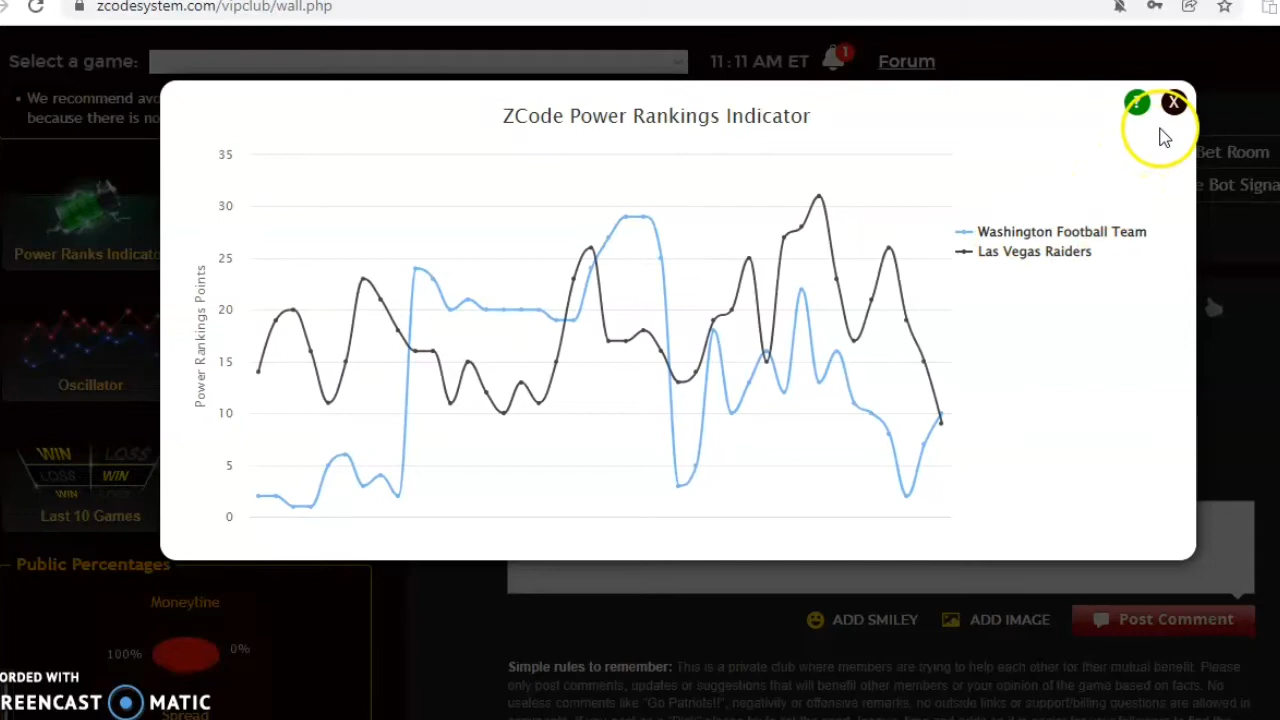 zcodesystem.com/vipclub/wall.php
Select a game:
11:11 AM ET
1
Forum
• We recommend avo
because there is no
ZCode Power Rankings Indicator
?
X
Bet Room
e Bot Signa
35
30
25
20
15
10
5
0
Power Rankings Points
Washington Football Team
Las Vegas Raiders
Power Ranks Indicato
Oscillator
WIN LOSS
LOSS WIN
WIN
Last 10 Games
Public Percentages
Moneyline
100%
0%
Spread
ADD SMILEY
ADD IMAGE
Post Comment
Simple rules to remember: This is a private club where members are trying to help each other for their mutual benefit. Please
only post comments, updates or suggestions that will benefit other members or your opinion of the game based on facts. No
useless comments like "Go Patriots!!", negativity or offensive remarks, no outside links or support/billing questions are allowed in
ORDED WITH
REENCAST MATIC